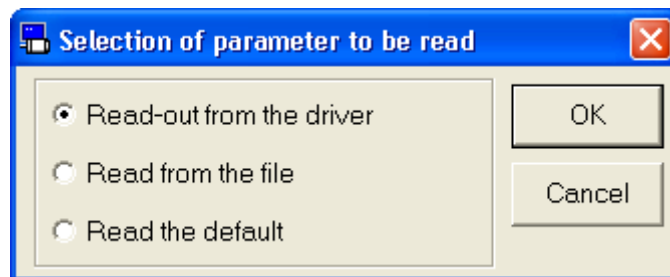 Selection of parameter to be read
Read-out from the driver
OK
Read from the file
Cancel
Read the default